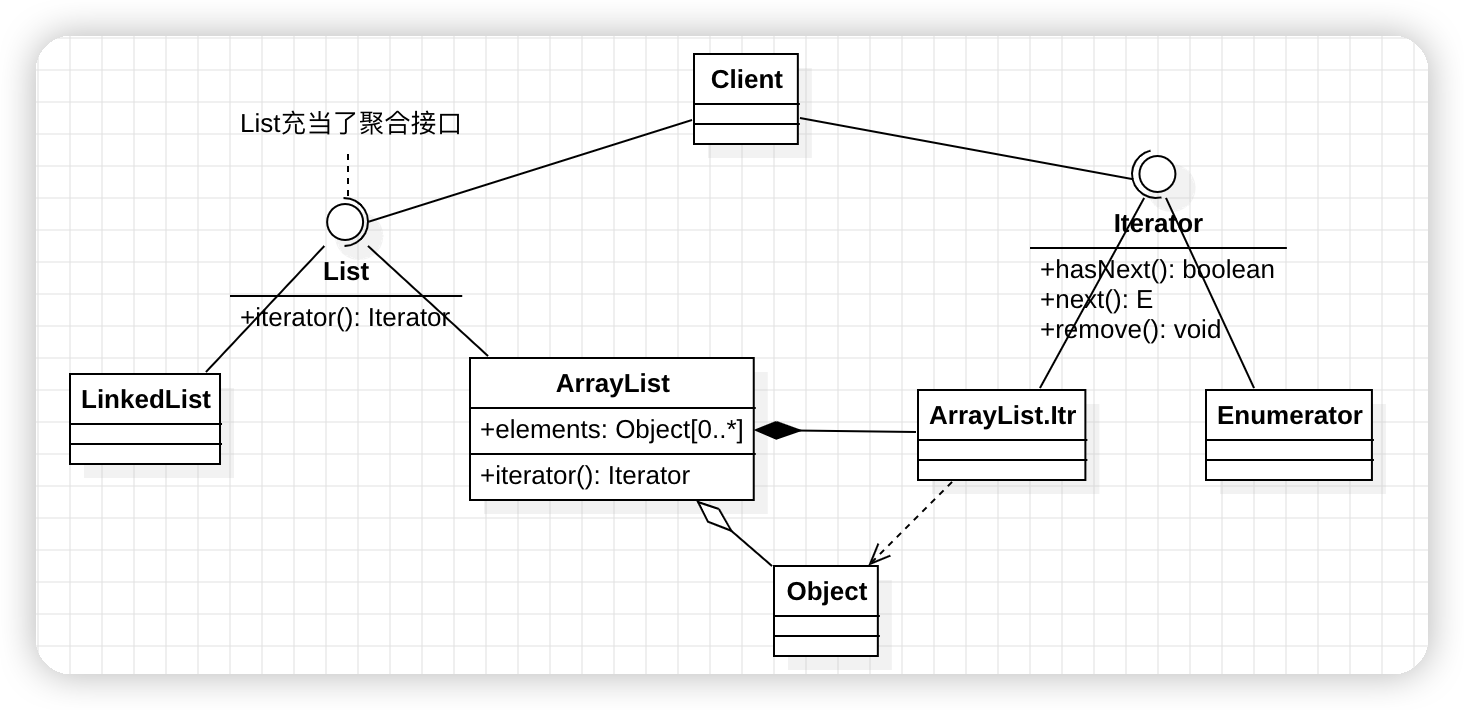 Client
List充当了聚合接口
List
+iterator(): Iterator
Iterator
+hasNext(): boolean
+next(): E
+remove(): void
LinkedList
ArrayList
+elements: Object[0..*]
+iterator(): Iterator
ArrayList.Itr
Enumerator
Object